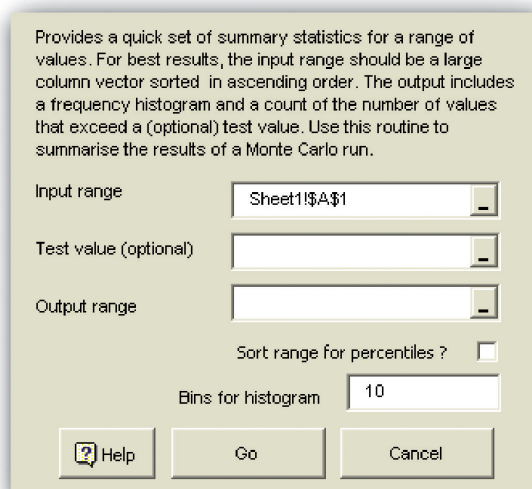 Provides a quick set of summary statistics for a range of
values. For best results, the input range should be a large
column vector sorted in ascending order. The output includes
a frequency histogram and a count of the number of values
that exceed a (optional) test value. Use this routine to
summarise the results of a Monte Carlo run.
Input range Sheet1!$A$1
Test value (optional)
Output range
Sort range for percentiles ?
Bins for histogram 10
Help Go Cancel